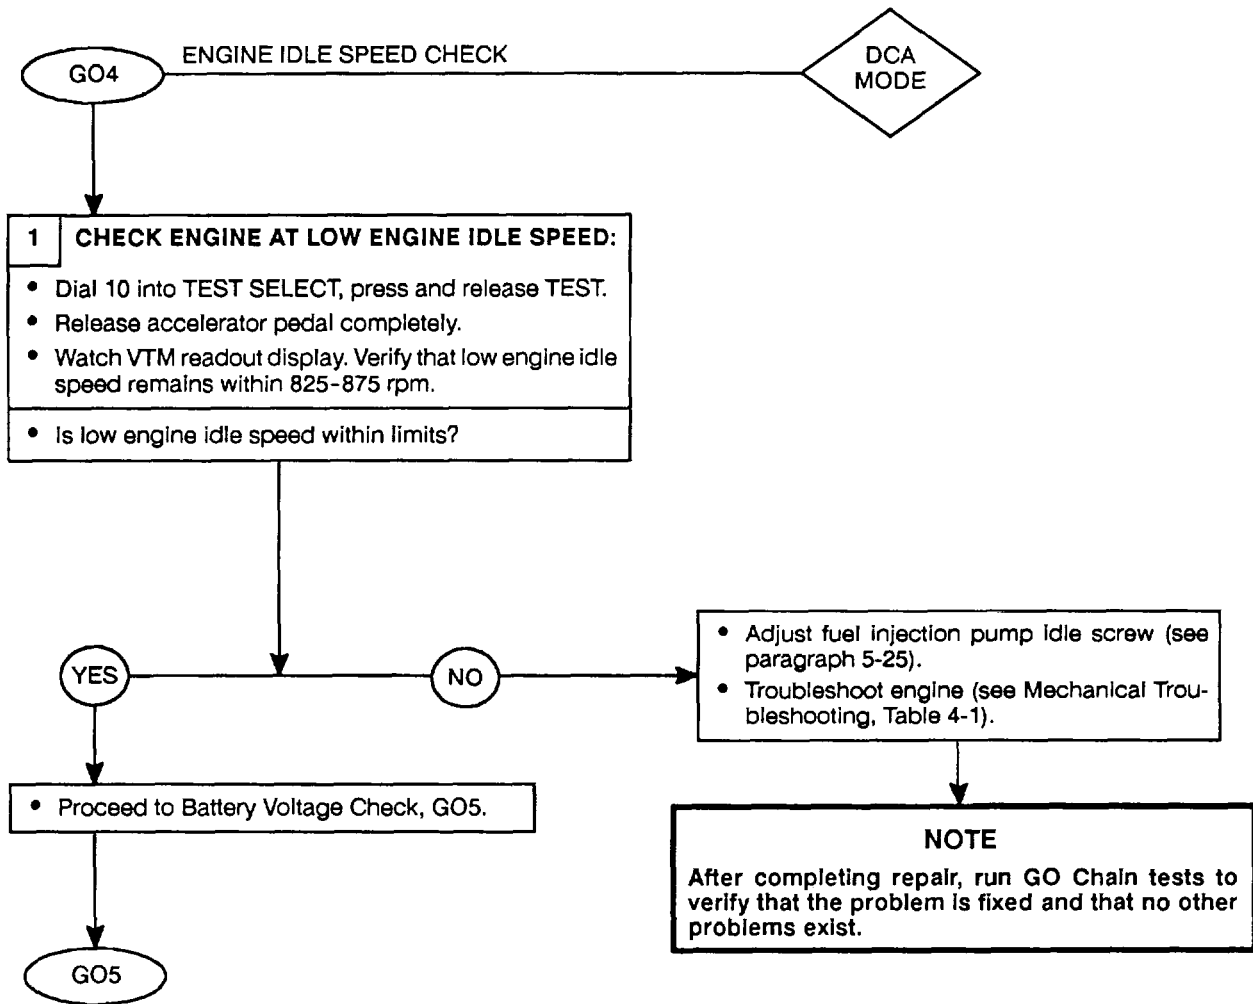 GO4
ENGINE IDLE SPEED CHECK
DCA
MODE
1 CHECK ENGINE AT LOW ENGINE IDLE SPEED:
• Dial 10 into TEST SELECT, press and release TEST.
• Release accelerator pedal completely.
• Watch VTM readout display. Verify that low engine idle
speed remains within 825-875 rpm.
• Is low engine idle speed within limits?
YES
NO
• Adjust fuel injection pump idle screw (see
paragraph 5-25).
• Troubleshoot engine (see Mechanical Trou-
bleshooting, Table 4-1).
• Proceed to Battery Voltage Check, GO5.
NOTE
After completing repair, run GO Chain tests to
verify that the problem is fixed and that no other
problems exist.
GO5